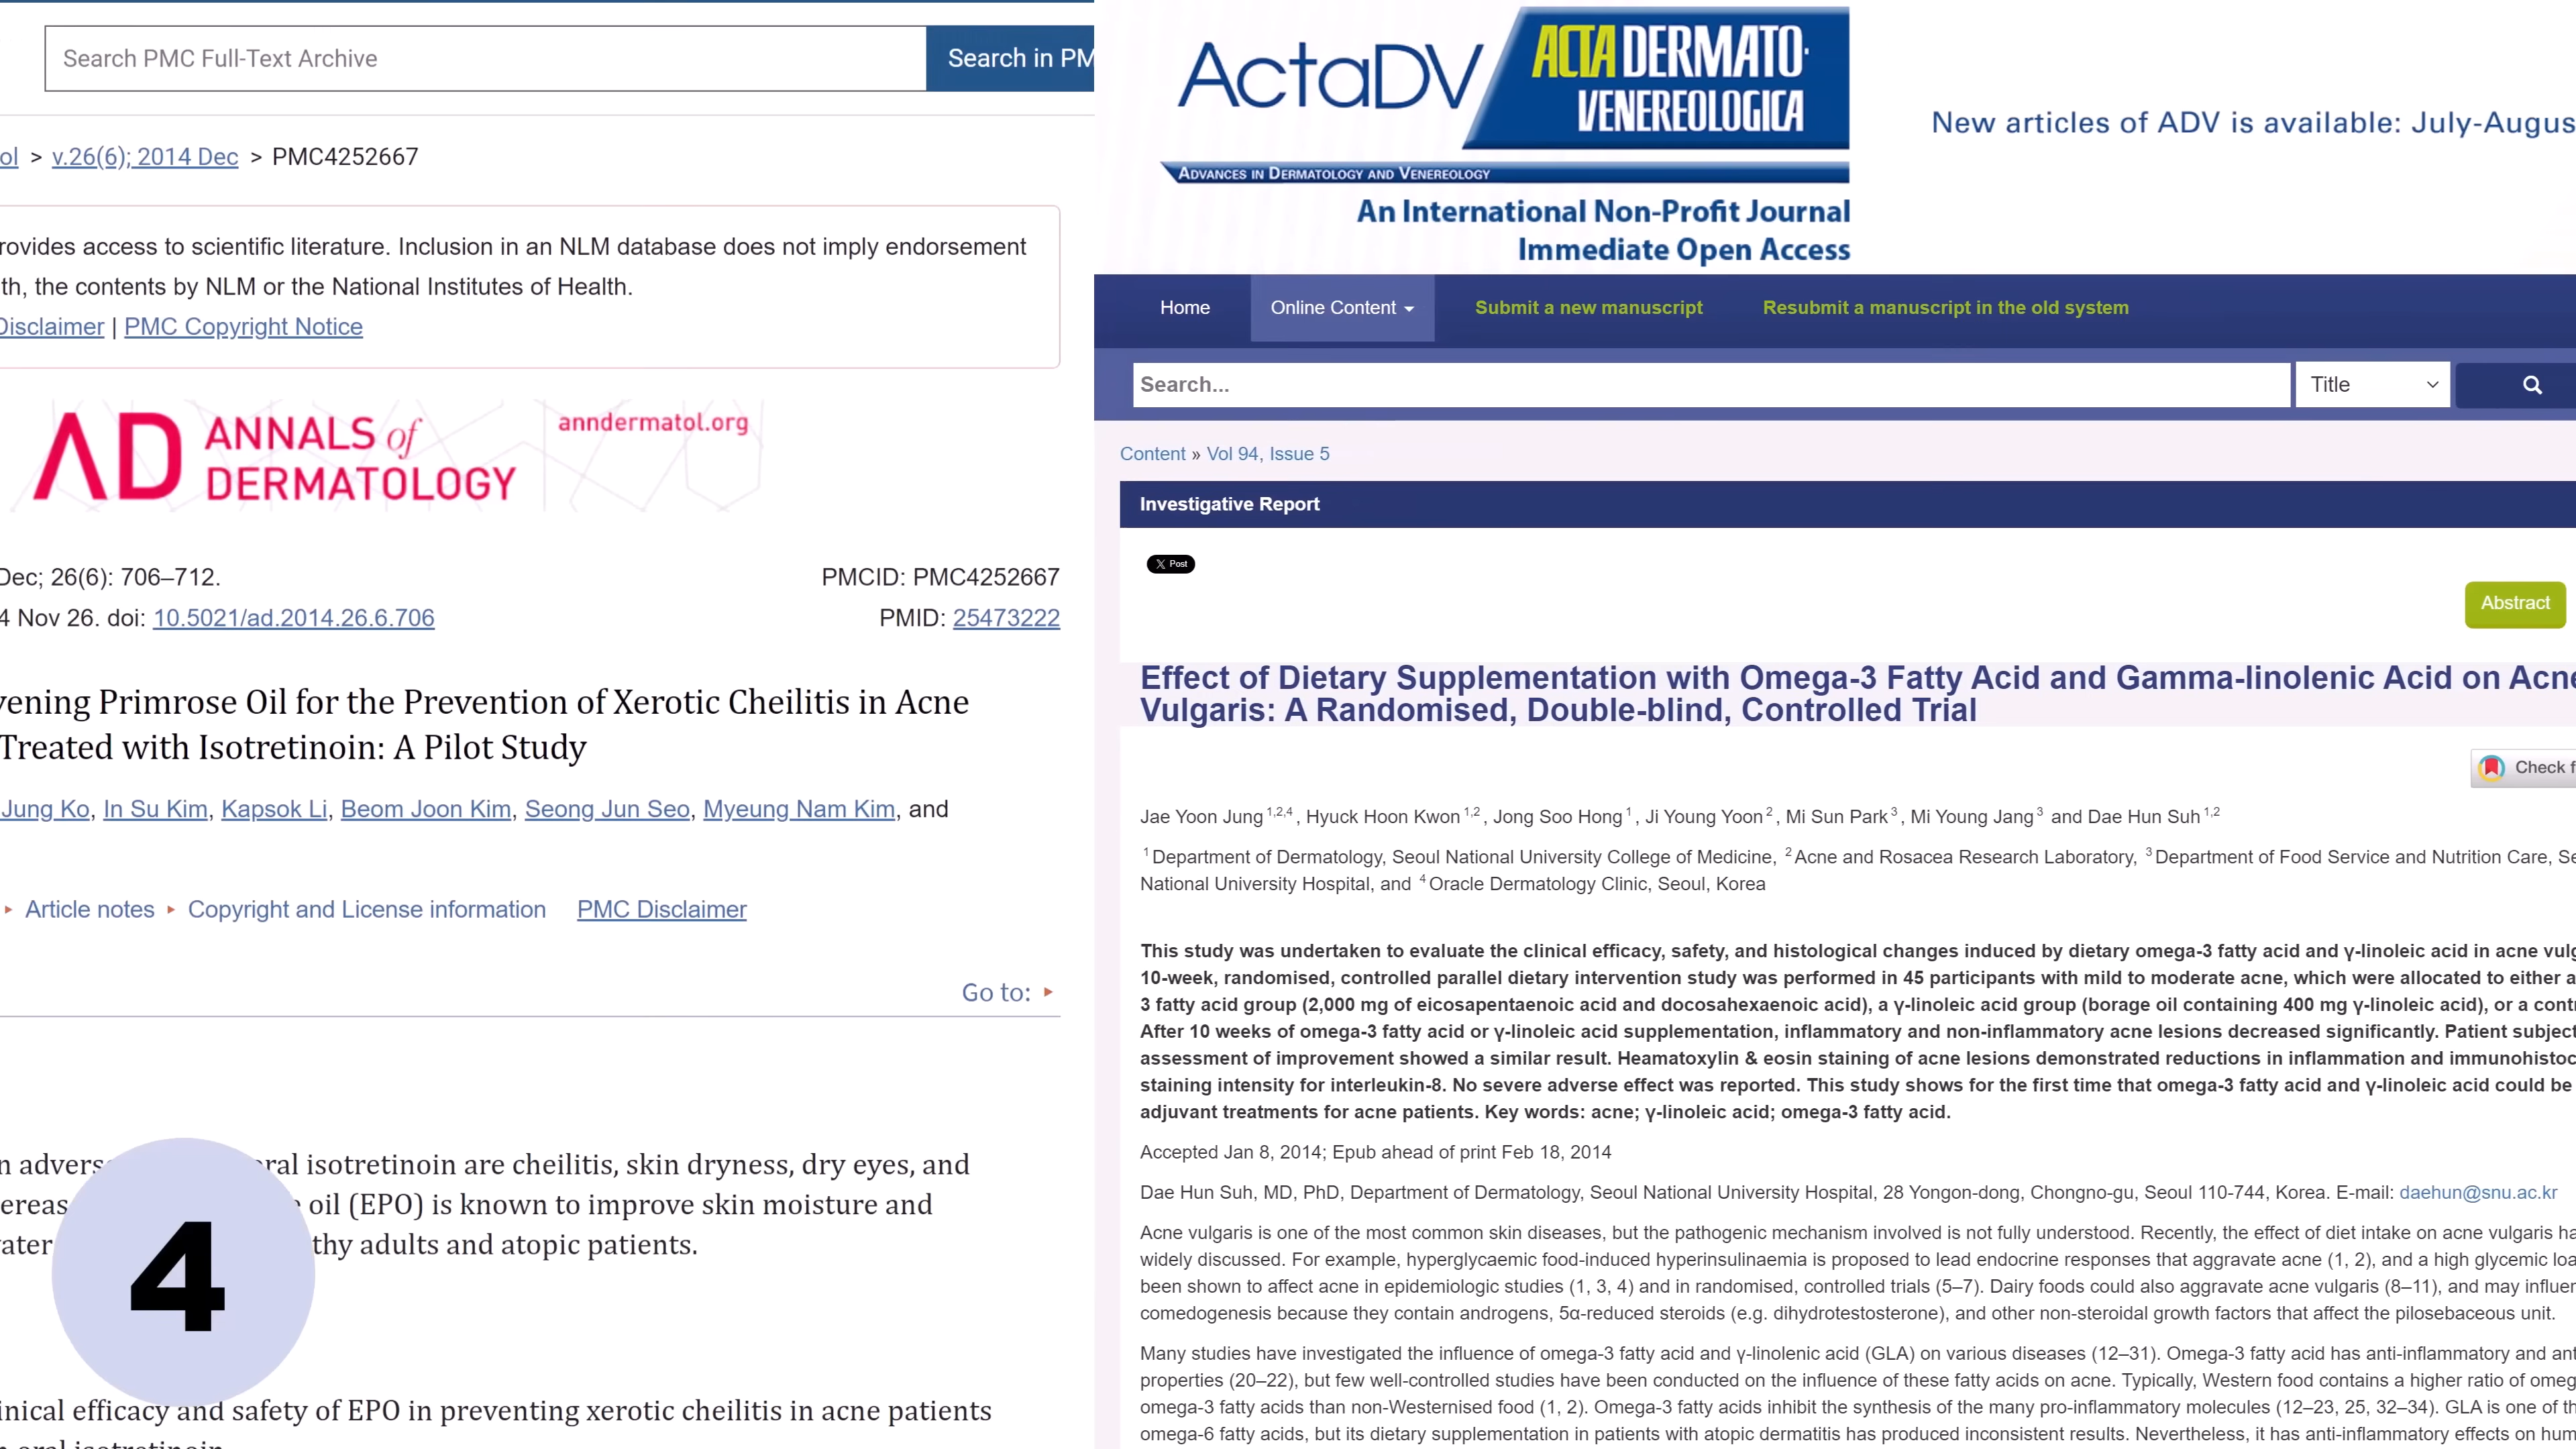 Search PMC Full-Text Archive
Search in PM
ol > v.26(6); 2014 Dec > PMC4252667
rovides access to scientific literature. Inclusion in an NLM database does not imply endorsement
th, the contents by NLM or the National Institutes of Health.
Disclaimer | PMC Copyright Notice
AD ANNALS of DERMATOLOGY
anndermatol.org
Dec; 26(6): 706–712.
PMCID: PMC4252667
4 Nov 26. doi: 10.5021/ad.2014.26.6.706
PMID: 25473222
vening Primrose Oil for the Prevention of Xerotic Cheilitis in Acne
Treated with Isotretinoin: A Pilot Study
Jung Ko, In Su Kim, Kapsok Li, Beom Joon Kim, Seong Jun Seo, Myeung Nam Kim, and
Article notes Copyright and License information PMC Disclaimer
Go to:
n advers ral isotretinoin are cheilitis, skin dryness, dry eyes, and
ereas oil (EPO) is known to improve skin moisture and
ater thy adults and atopic patients.
4
inical efficacy and safety of EPO in preventing xerotic cheilitis in acne patients
n oral isotretinoin
ActaDV
ACTA DERMATO-
VENEREOLOGICA
ADVANCES IN DERMATOLOGY AND VENEREOLOGY
An International Non-Profit Journal
Immediate Open Access
New articles of ADV is available: July-Augus
Home Online Content Submit a new manuscript Resubmit a manuscript in the old system
Search... Title
Content » Vol 94, Issue 5
Investigative Report
X Post
Abstract
Effect of Dietary Supplementation with Omega-3 Fatty Acid and Gamma-linolenic Acid on Acne
Vulgaris: A Randomised, Double-blind, Controlled Trial
Check f
Jae Yoon Jung 1,2,4, Hyuck Hoon Kwon 1,2, Jong Soo Hong 1, Ji Young Yoon 2, Mi Sun Park 3, Mi Young Jang 3 and Dae Hun Suh 1,2
1 Department of Dermatology, Seoul National University College of Medicine, 2 Acne and Rosacea Research Laboratory, 3 Department of Food Service and Nutrition Care, Se
National University Hospital, and 4 Oracle Dermatology Clinic, Seoul, Korea
This study was undertaken to evaluate the clinical efficacy, safety, and histological changes induced by dietary omega-3 fatty acid and γ-linoleic acid in acne vulg
10-week, randomised, controlled parallel dietary intervention study was performed in 45 participants with mild to moderate acne, which were allocated to either a
3 fatty acid group (2,000 mg of eicosapentaenoic acid and docosahexaenoic acid), a γ-linoleic acid group (borage oil containing 400 mg γ-linoleic acid), or a cont
After 10 weeks of omega-3 fatty acid or γ-linoleic acid supplementation, inflammatory and non-inflammatory acne lesions decreased significantly. Patient subject
assessment of improvement showed a similar result. Heamatoxylin & eosin staining of acne lesions demonstrated reductions in inflammation and immunohistoc
staining intensity for interleukin-8. No severe adverse effect was reported. This study shows for the first time that omega-3 fatty acid and γ-linoleic acid could be
adjuvant treatments for acne patients. Key words: acne; γ-linoleic acid; omega-3 fatty acid.
Accepted Jan 8, 2014; Epub ahead of print Feb 18, 2014
Dae Hun Suh, MD, PhD, Department of Dermatology, Seoul National University Hospital, 28 Yongon-dong, Chongno-gu, Seoul 110-744, Korea. E-mail: daehun@snu.ac.kr
Acne vulgaris is one of the most common skin diseases, but the pathogenic mechanism involved is not fully understood. Recently, the effect of diet intake on acne vulgaris ha
widely discussed. For example, hyperglycaemic food-induced hyperinsulinaemia is proposed to lead endocrine responses that aggravate acne (1, 2), and a high glycemic loa
been shown to affect acne in epidemiologic studies (1, 3, 4) and in randomised, controlled trials (5–7). Dairy foods could also aggravate acne vulgaris (8–11), and may influen
comedogenesis because they contain androgens, 5α-reduced steroids (e.g. dihydrotestosterone), and other non-steroidal growth factors that affect the pilosebaceous unit.
Many studies have investigated the influence of omega-3 fatty acid and γ-linolenic acid (GLA) on various diseases (12–31). Omega-3 fatty acid has anti-inflammatory and ant
properties (20–22), but few well-controlled studies have been conducted on the influence of these fatty acids on acne. Typically, Western food contains a higher ratio of omeg
omega-3 fatty acids than non-Westernised food (1, 2). Omega-3 fatty acids inhibit the synthesis of the many pro-inflammatory molecules (12–23, 25, 32–34). GLA is one of th
omega-6 fatty acids, but its dietary supplementation in patients with atopic dermatitis has produced inconsistent results. Nevertheless, it has anti-inflammatory effects on hum